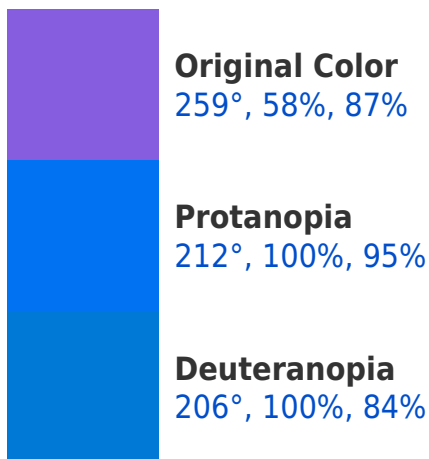 Original Color
259°, 58%, 87%
Protanopia
212°, 100%, 95%
Deuteranopia
206°, 100%, 84%